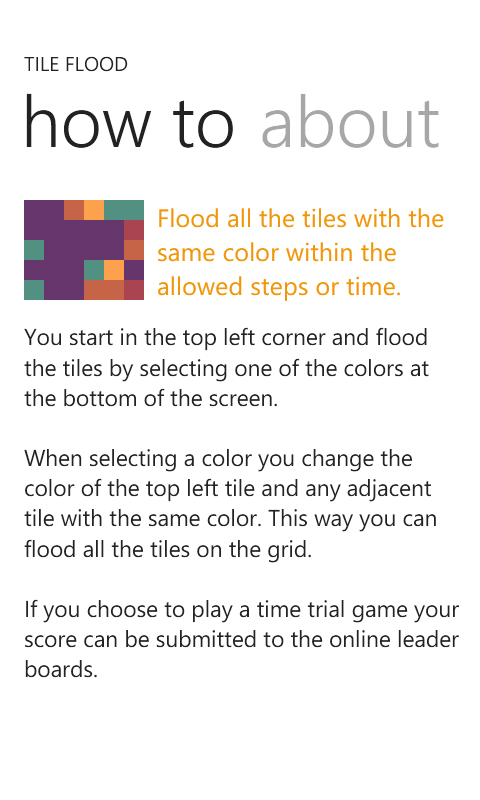 TILE FLOOD
how to about
Flood all the tiles with the
same color within the
allowed steps or time.
You start in the top left corner and flood
the tiles by selecting one of the colors at
the bottom of the screen.
When selecting a color you change the
color of the top left tile and any adjacent
tile with the same color. This way you can
flood all the tiles on the grid.
If you choose to play a time trial game your
score can be submitted to the online leader
boards.